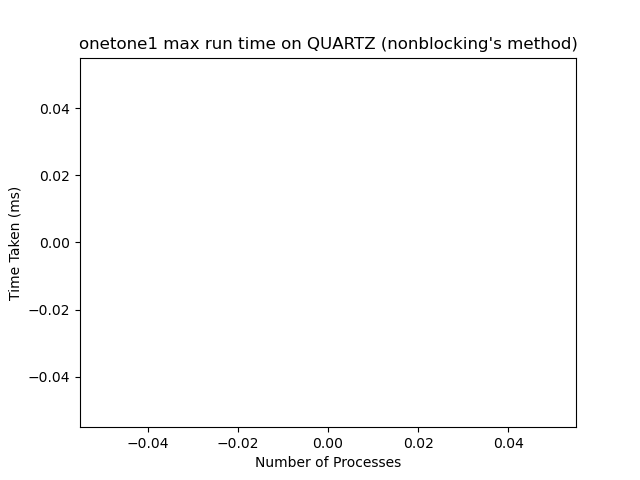 onetone1 max run time on QUARTZ (nonblocking's method)
Time Taken (ms)
0.04
0.02
0.00
−0.02
−0.04
−0.04 −0.02 0.00 0.02 0.04
Number of Processes